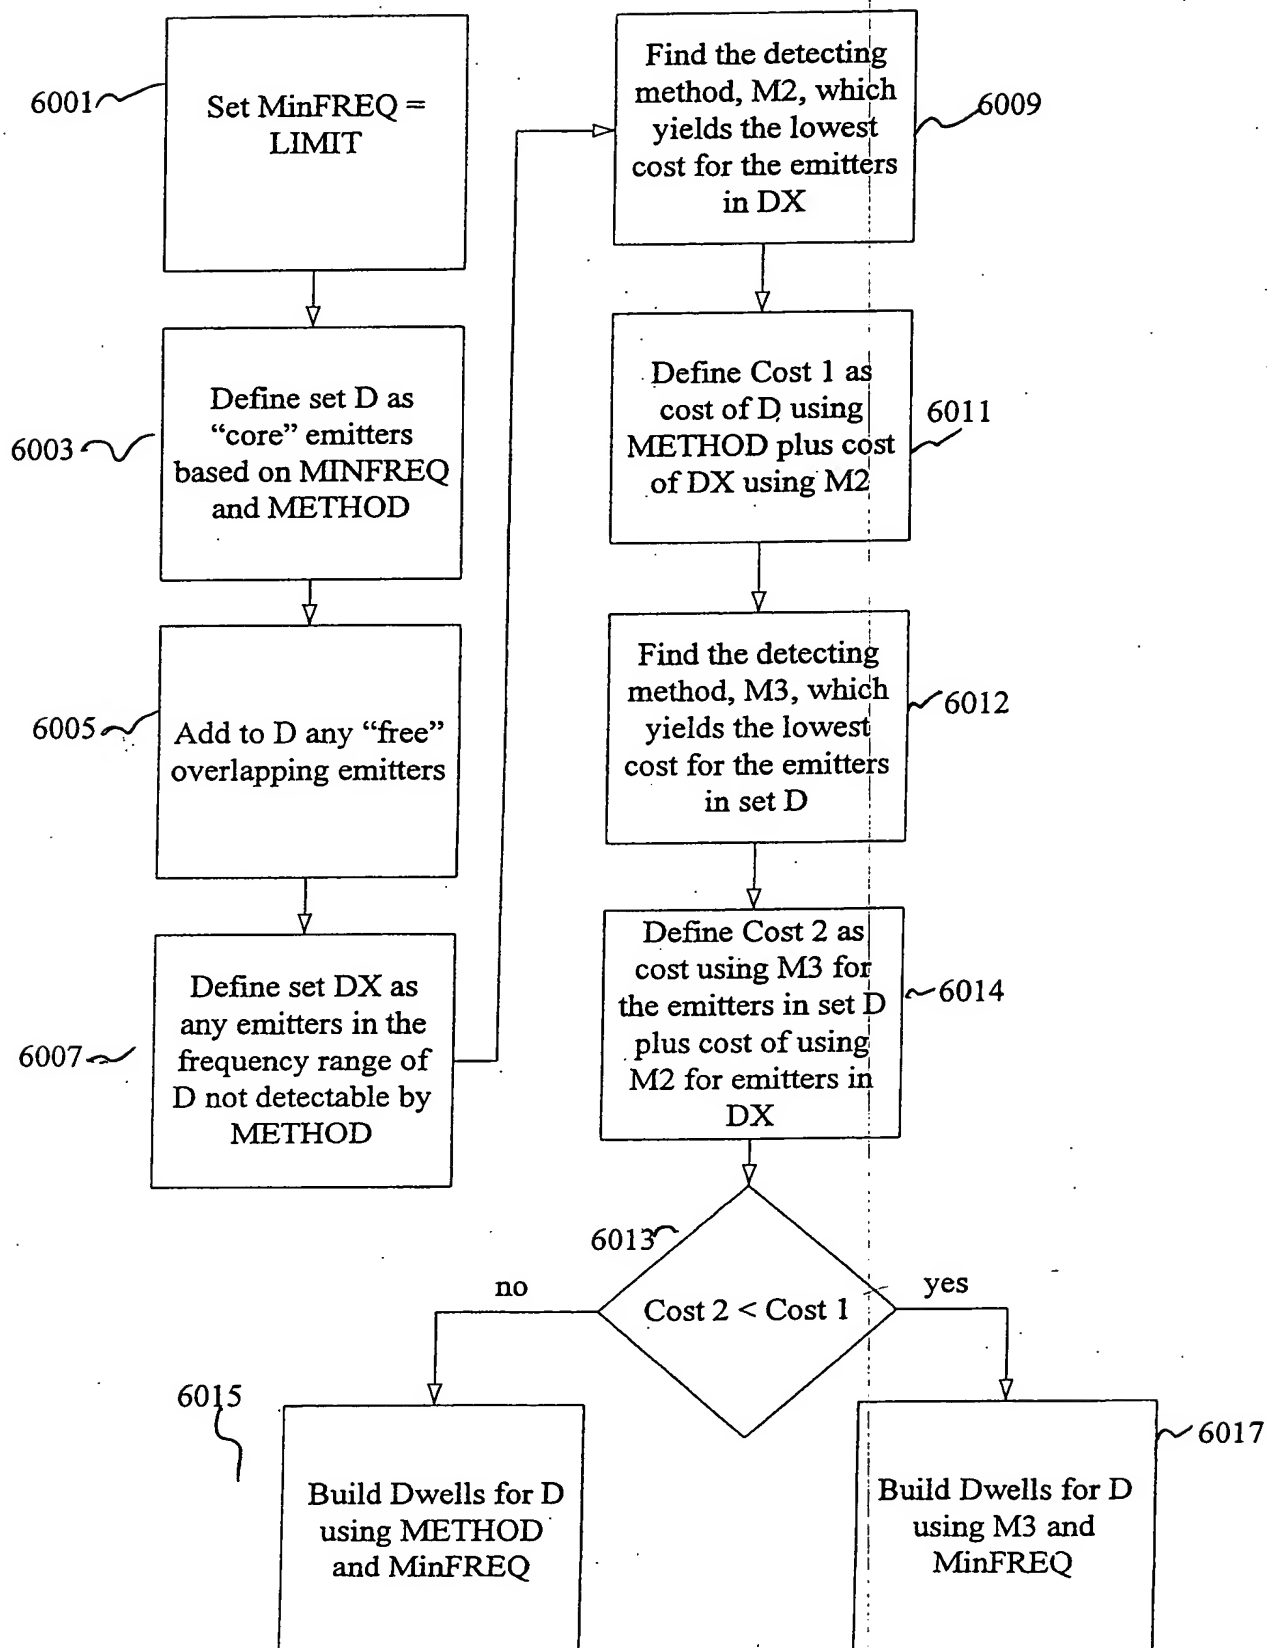 6001
Set MinFREQ =
LIMIT
6003
Define set D as
“core” emitters
based on MINFREQ
and METHOD
6005
Add to D any “free”
overlapping emitters
6007
Define set DX as
any emitters in the
frequency range of
D not detectable by
METHOD
Find the detecting
method, M2, which
yields the lowest
cost for the emitters
in DX
6009
Define Cost 1 as
cost of D using
METHOD plus cost
of DX using M2
6011
Find the detecting
method, M3, which
yields the lowest
cost for the emitters
in set D
6012
Define Cost 2 as
cost using M3 for
the emitters in set D
plus cost of using
M2 for emitters in
DX
6014
6013
Cost 2 < Cost 1
no
yes
6015
Build Dwells for D
using METHOD
and MinFREQ
Build Dwells for D
using M3 and
MinFREQ
6017